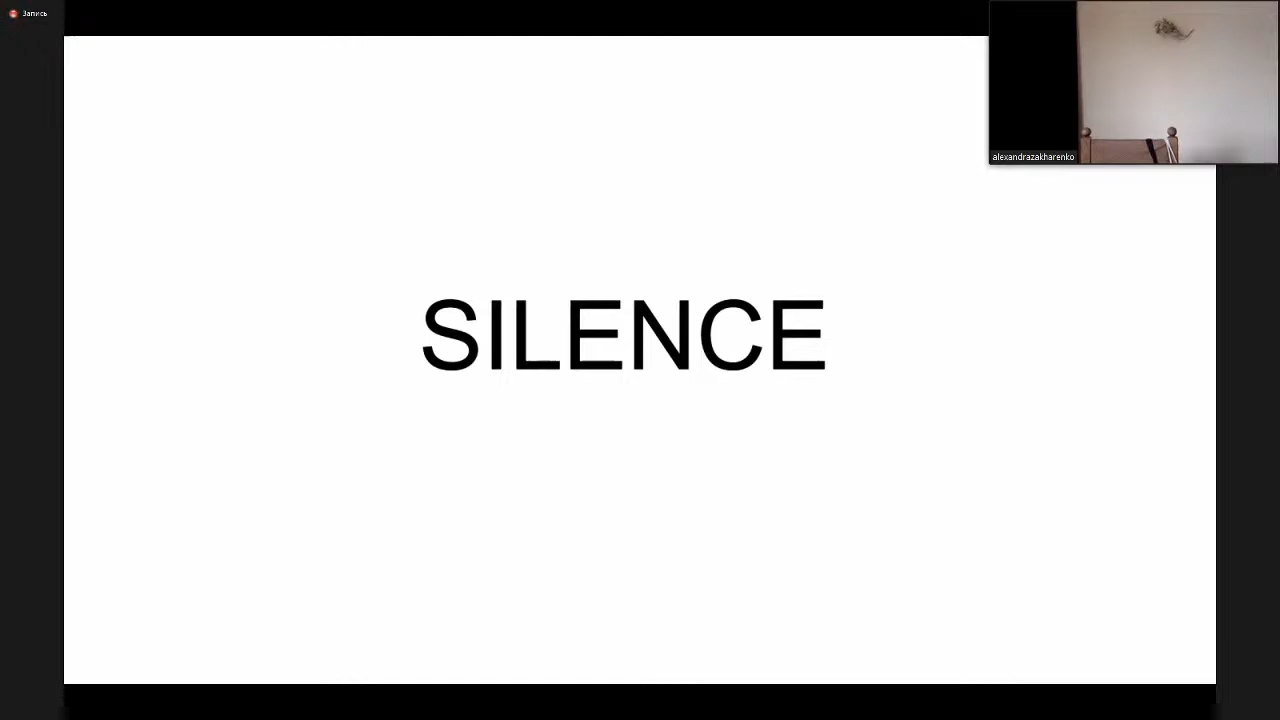 Запись
alexandrazakharenko
SILENCE